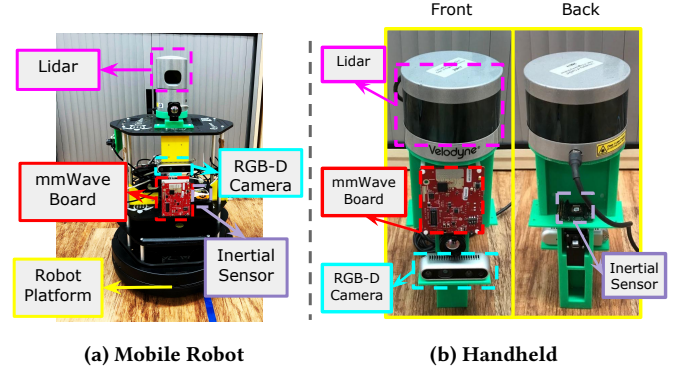 Front
Back
Lidar
mmWave
Board
RGB-D
Camera
Inertial
Sensor
Robot
Platform
Lidar
Velodyne
mmWave
Board
RGB-D
Camera
Inertial
Sensor
(a) Mobile Robot
(b) Handheld